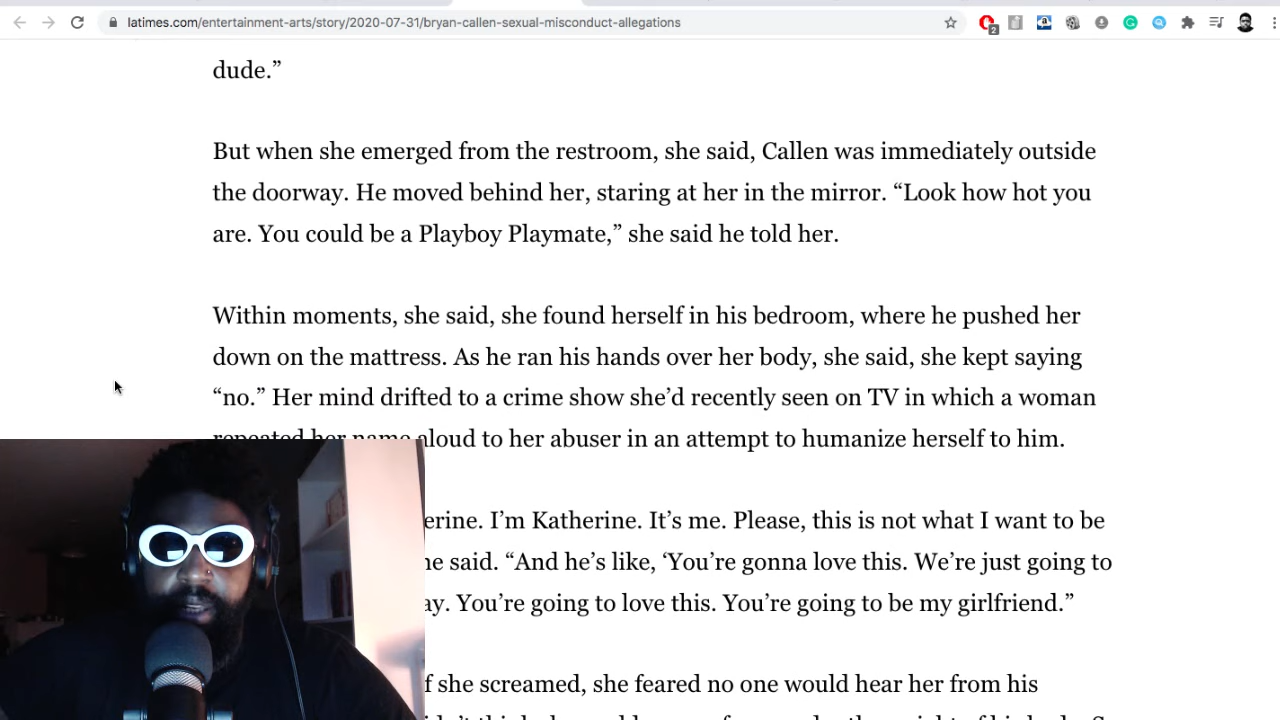 latimes.com/entertainment-arts/story/2020-07-31/bryan-callen-sexual-misconduct-allegations
2
dude.”
But when she emerged from the restroom, she said, Callen was immediately outside
the doorway. He moved behind her, staring at her in the mirror. “Look how hot you
are. You could be a Playboy Playmate,” she said he told her.
Within moments, she said, she found herself in his bedroom, where he pushed her
down on the mattress. As he ran his hands over her body, she said, she kept saying
“no.” Her mind drifted to a crime show she’d recently seen on TV in which a woman
repeated her name aloud to her abuser in an attempt to humanize herself to him.
erine. I’m Katherine. It’s me. Please, this is not what I want to be
he said. “And he’s like, ‘You’re gonna love this. We’re just going to
ay. You’re going to love this. You’re going to be my girlfriend.”
f she screamed, she feared no one would hear her from his